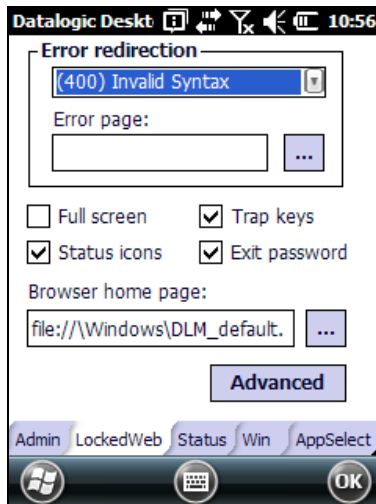 Datalogic Deskt 10:56
Error redirection
(400) Invalid Syntax
Error page:
...
Full screen Trap keys
Status icons Exit password
Browser home page:
file://\Windows\DLM_default. ...
Advanced
Admin LockedWeb Status Win AppSelect
OK